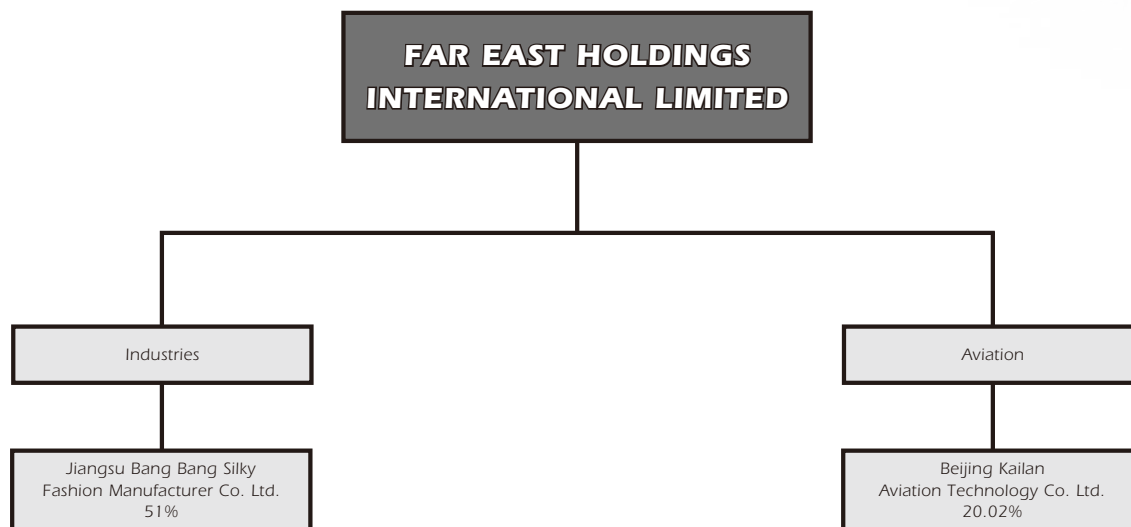 FAR EAST HOLDINGS
INTERNATIONAL LIMITED
Industries
Aviation
Jiangsu Bang Bang Silky
Fashion Manufacturer Co. Ltd.
51%
Beijing Kailan
Aviation Technology Co. Ltd.
20.02%